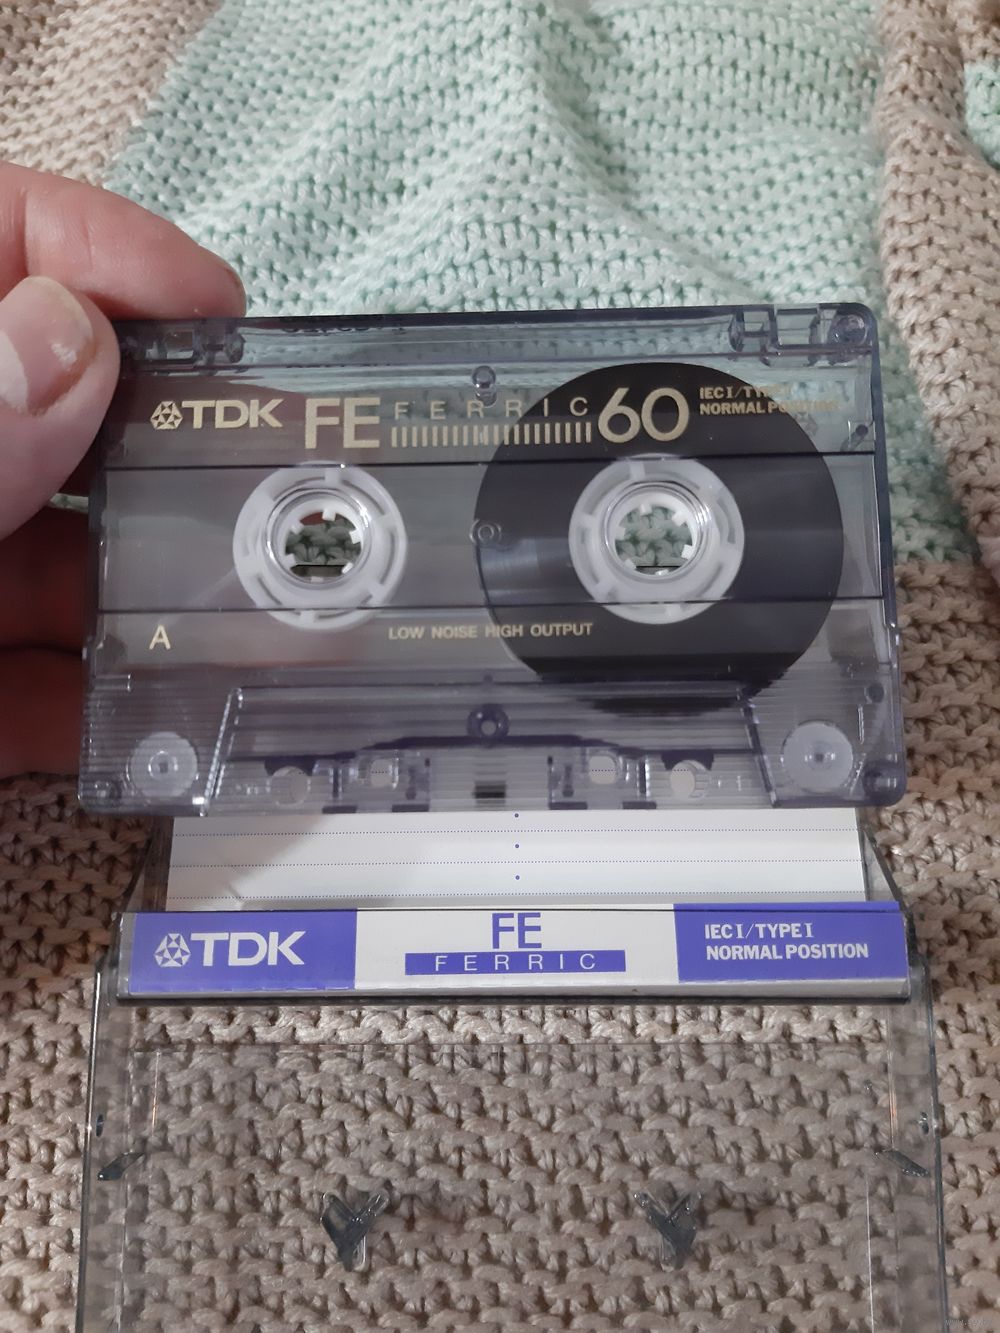 TDK FE FERRIC 60 IEC I/TYPE I
NORMAL POSITION
A
LOW NOISE HIGH OUTPUT
TDK FE FERRIC IEC I/TYPE I
NORMAL POSITION